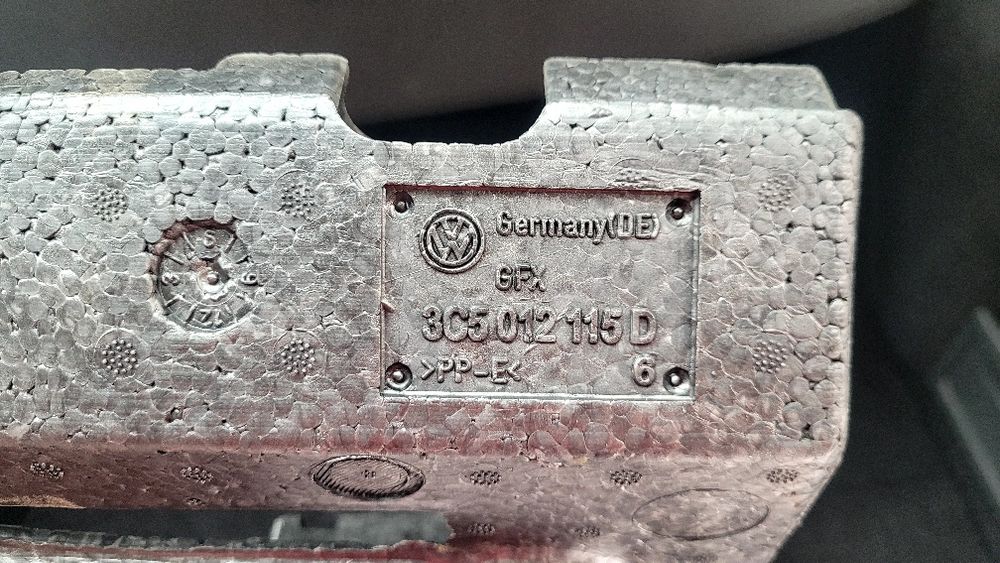 Germany(DE)
GFX
3C5 012 115 D
>PP-E<
6